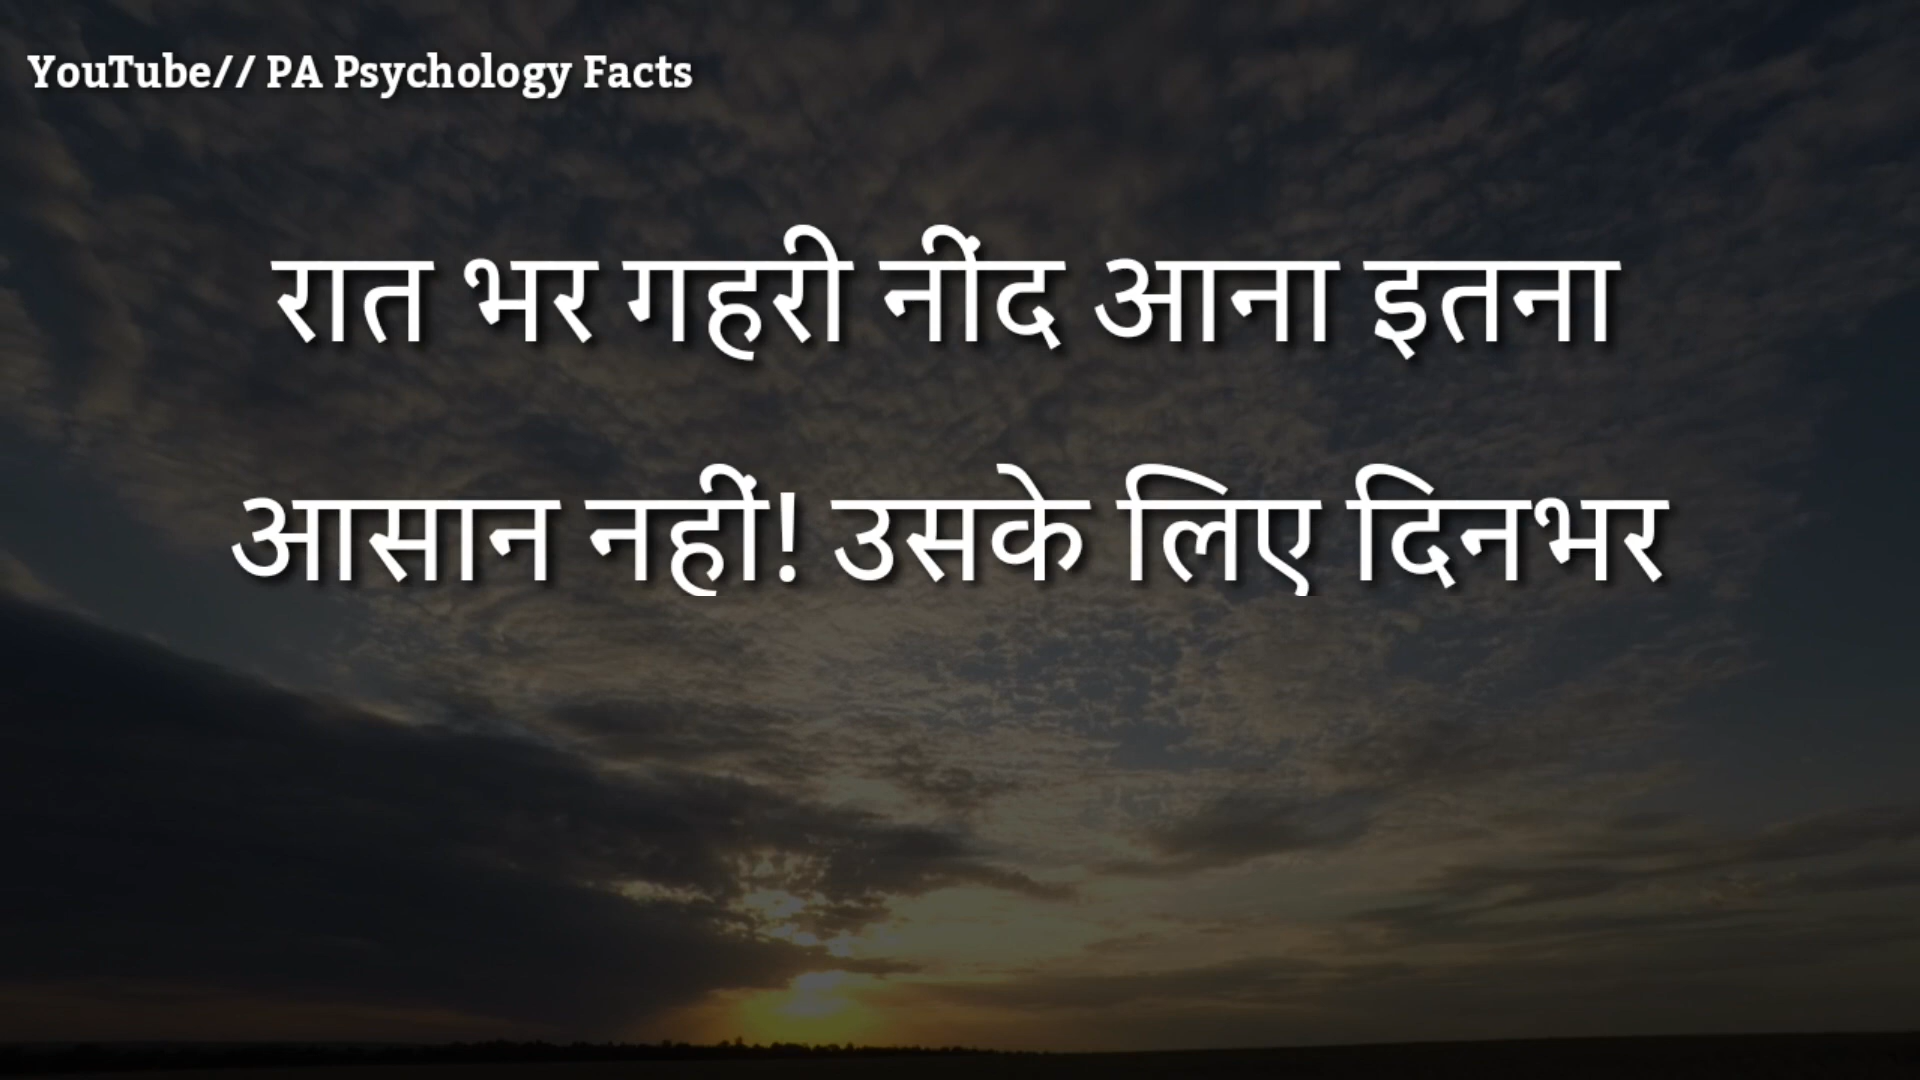 YouTube// PA Psychology Facts
रात भर गहरी नींद आना इतना
आसान नहीं! उसके लिए दिनभर